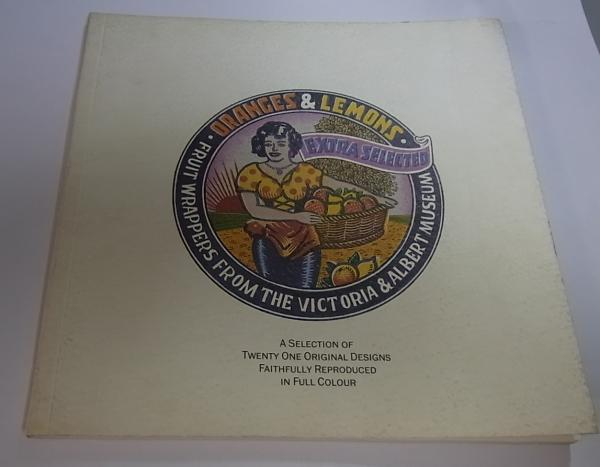 ORANGES & LEMONS
EXTRA SELECTED
FRUIT WRAPPERS FROM THE VICTORIA & ALBERT MUSEUM
A SELECTION OF
TWENTY ONE ORIGINAL DESIGNS
FAITHFULLY REPRODUCED
IN FULL COLOUR